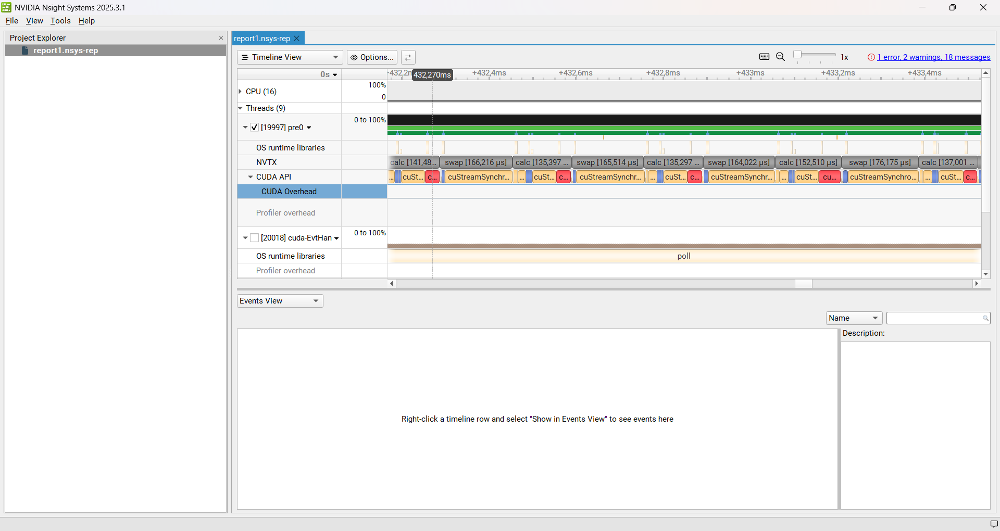 NVIDIA Nsight Systems 2025.3.1
File View Tools Help
Project Explorer
report1.nsys-rep
report1.nsys-rep
Timeline View
Options...
1x
1 error, 2 warnings, 18 messages
0s
432,270ms
+432,4ms
+432,6ms
+432,8ms
+433ms
+433,2ms
+433,4ms
CPU (16)
100%
0
Threads (9)
[19997] pre0
0 to 100%
OS runtime libraries
NVTX
calc [141,48... swap [166,216 µs] calc [135,397 ... swap [165,514 µs] calc [135,297 ... swap [164,022 µs] calc [152,510 µs] swap [176,175 µs] calc [137,001 ...
CUDA API
... cuSt... c... cuStreamSynchr... ... cuSt... c... cuStreamSynchr... ... cuSt... c... cuStreamSynchr... ... cuSt... cu... cuStreamSynchro... ... cuSt... c...
CUDA Overhead
Profiler overhead
[20018] cuda-EvtHan
0 to 100%
OS runtime libraries
poll
Profiler overhead
Events View
Name
Description:
Right-click a timeline row and select "Show in Events View" to see events here